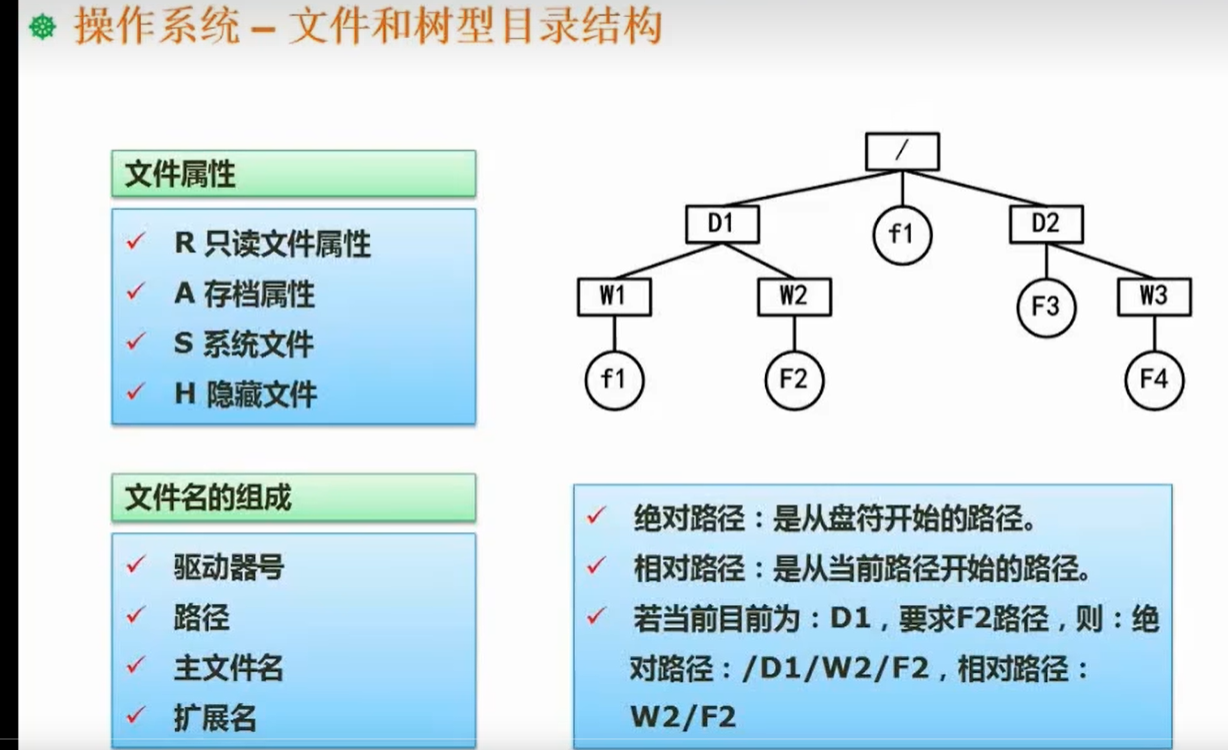 操作系统 – 文件和树型目录结构
文件属性
R 只读文件属性
A 存档属性
S 系统文件
H 隐藏文件
文件名的组成
驱动器号
路径
主文件名
扩展名
/
D1
f1
D2
W1
W2
F3
W3
f1
F2
F4
绝对路径：是从盘符开始的路径。
相对路径：是从当前路径开始的路径。
若当前目前为：D1，要求F2路径，则：绝
对路径：/D1/W2/F2，相对路径：
W2/F2